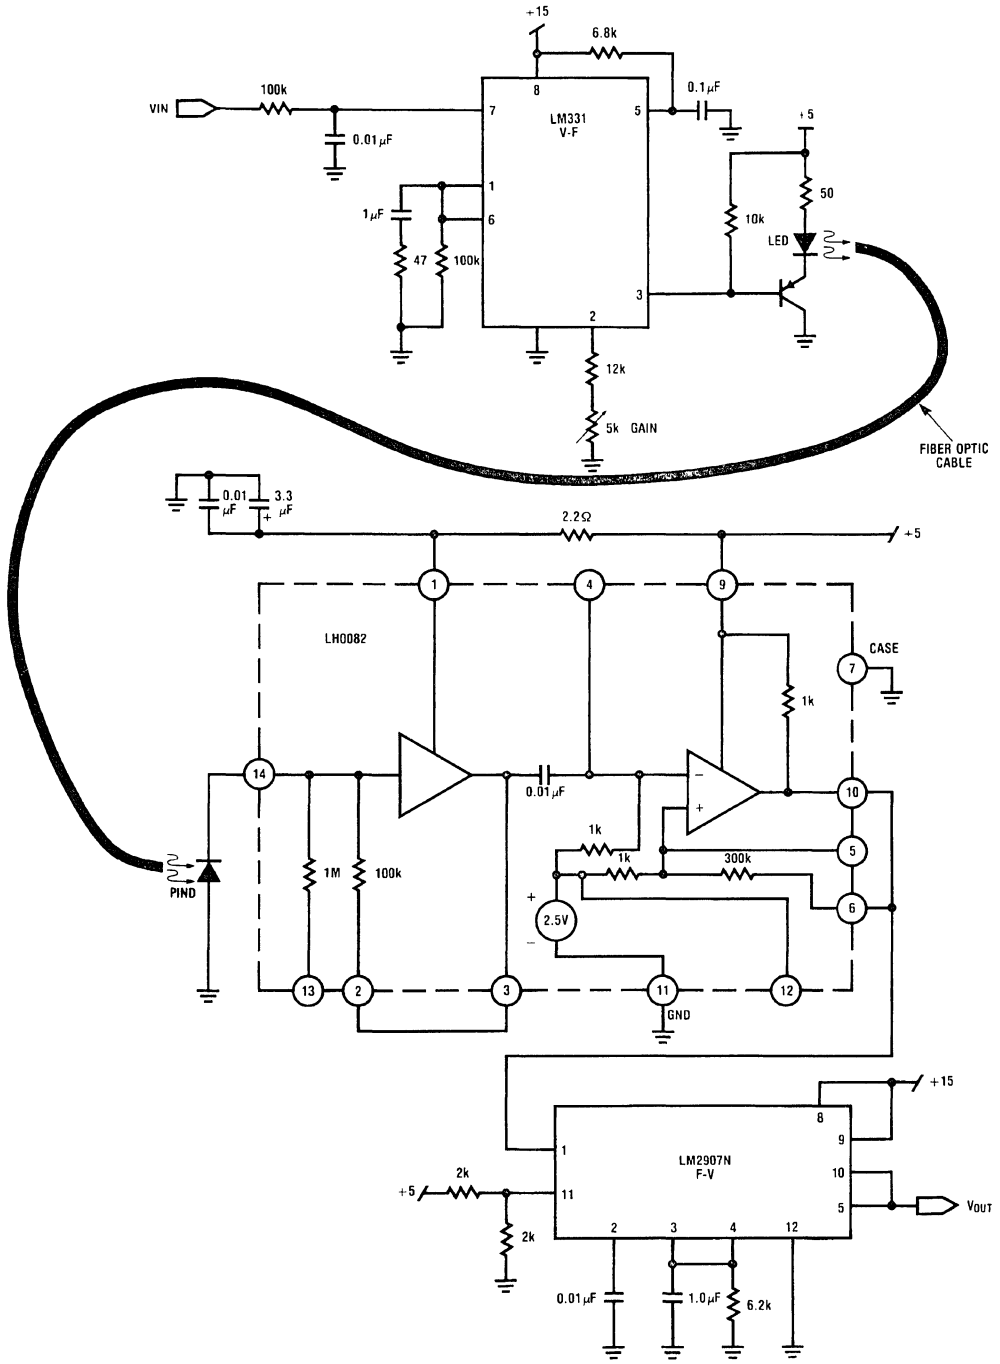 +15
6.8k
8
100k
VIN
7
LM331
V-F
5
0.1μF
+5
0.01μF
50
1
1μF
6
10k
LED
47
100k
3
2
12k
5k GAIN
FIBER OPTIC
CABLE
0.01
μF
3.3
μF
+
2.2Ω
+5
1
4
9
LH0082
CASE
7
1k
14
−
0.01μF
10
+
1k
1k
300k
5
1M
100k
PIND
6
+
2.5V
−
13
2
3
11
12
GND
+15
8
9
1
LM2907N
F-V
10
2k
+5
11
5
VOUT
2k
2
3
4
12
0.01μF
1.0μF
6.2k